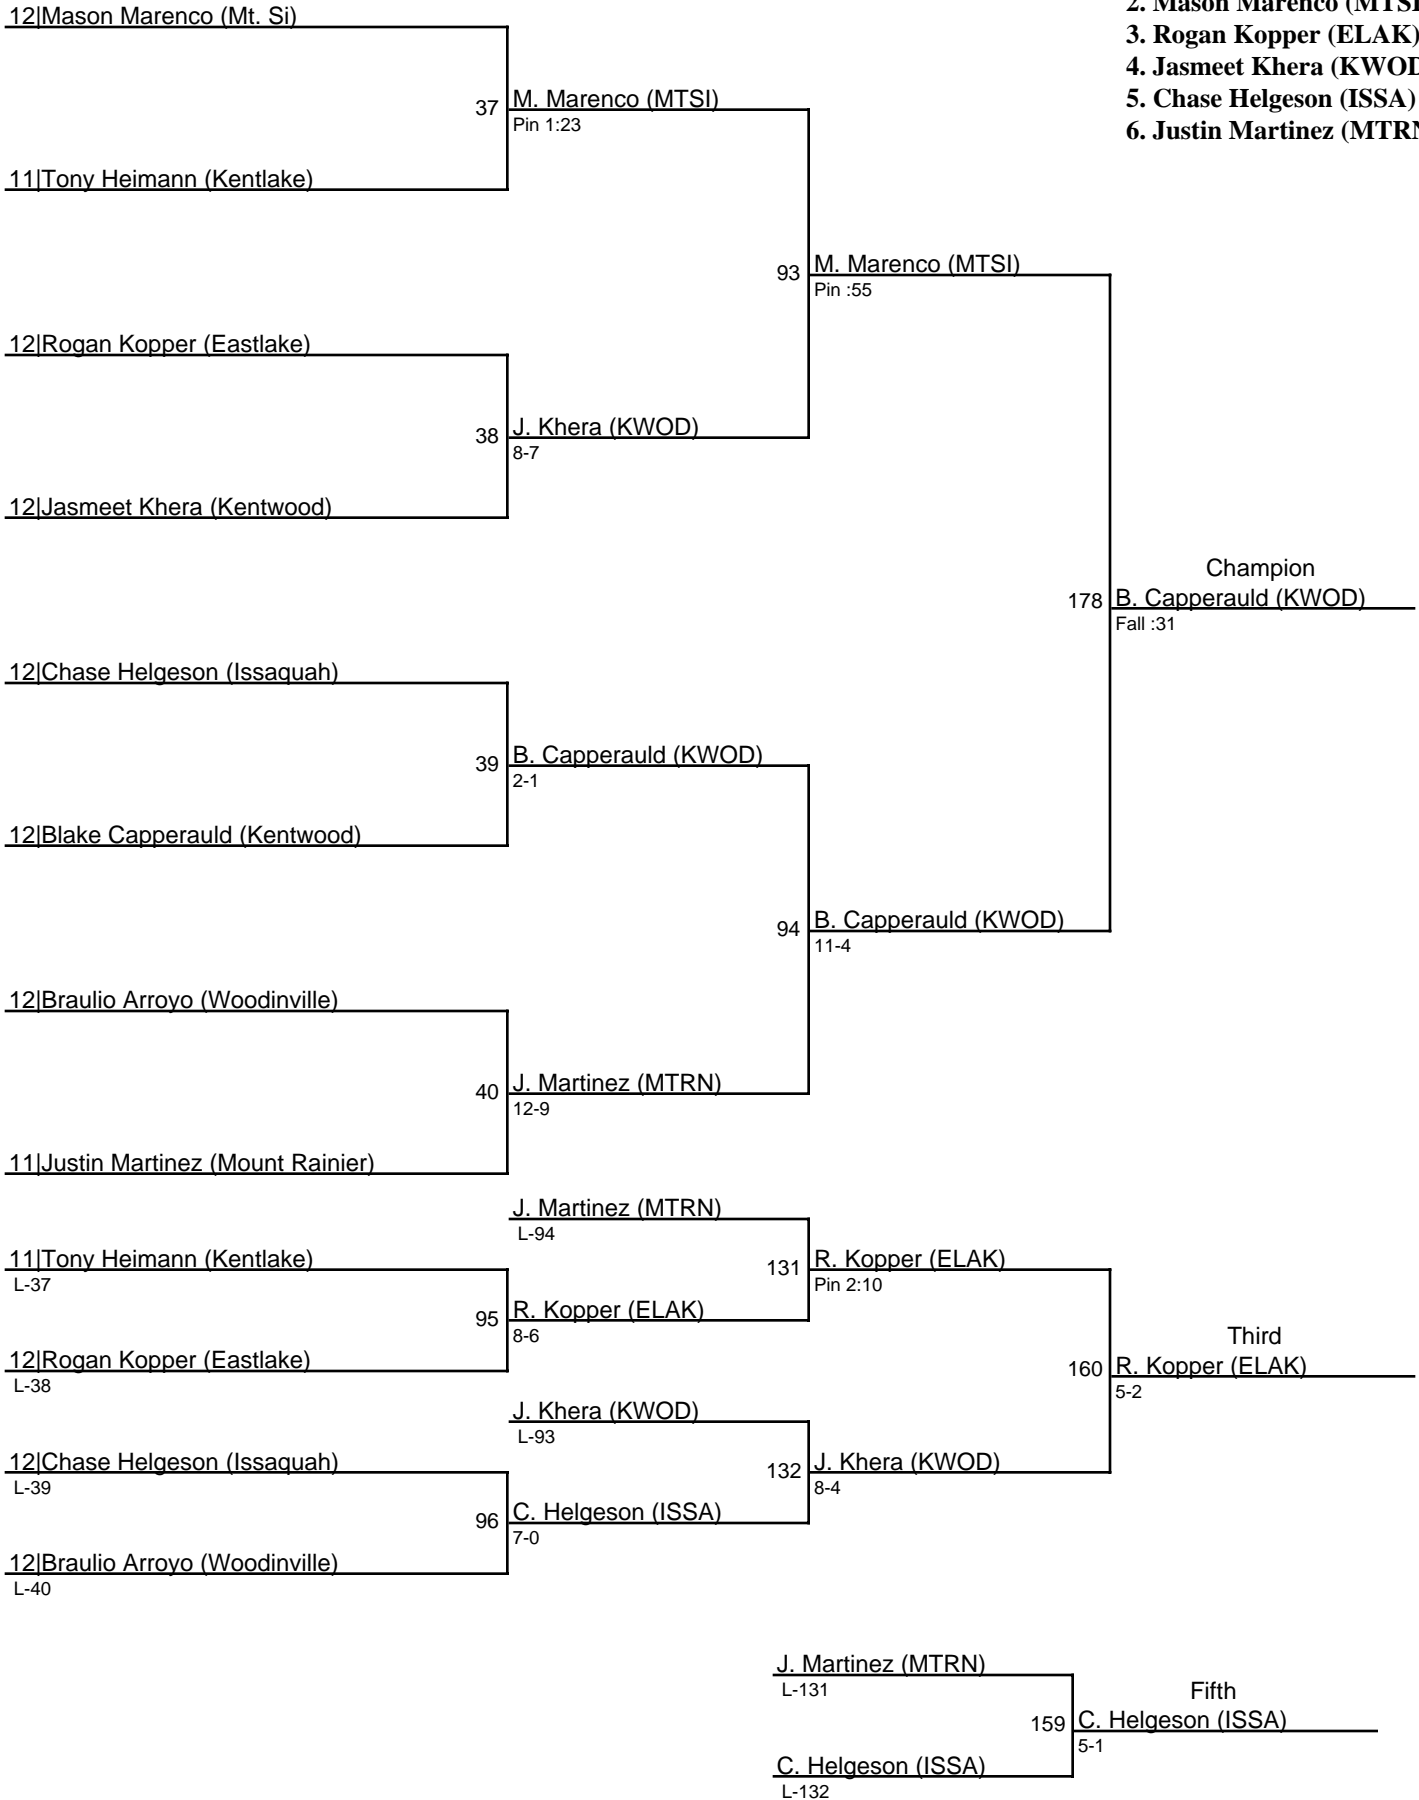 12|Mason Marenco (Mt. Si)
2. Mason Marenco (MTSI
3. Rogan Kopper (ELAK)
4. Jasmeet Khera (KWOD
5. Chase Helgeson (ISSA)
6. Justin Martinez (MTRN
37 M. Marenco (MTSI)
Pin 1:23
11|Tony Heimann (Kentlake)
93 M. Marenco (MTSI)
Pin :55
12|Rogan Kopper (Eastlake)
38 J. Khera (KWOD)
8-7
12|Jasmeet Khera (Kentwood)
Champion
178 B. Capperauld (KWOD)
Fall :31
12|Chase Helgeson (Issaquah)
39 B. Capperauld (KWOD)
2-1
12|Blake Capperauld (Kentwood)
94 B. Capperauld (KWOD)
11-4
12|Braulio Arroyo (Woodinville)
40 J. Martinez (MTRN)
12-9
11|Justin Martinez (Mount Rainier)
J. Martinez (MTRN)
L-94
11|Tony Heimann (Kentlake)
L-37
131 R. Kopper (ELAK)
Pin 2:10
95 R. Kopper (ELAK)
8-6
12|Rogan Kopper (Eastlake)
L-38
Third
160 R. Kopper (ELAK)
5-2
J. Khera (KWOD)
L-93
12|Chase Helgeson (Issaquah)
L-39
132 J. Khera (KWOD)
8-4
96 C. Helgeson (ISSA)
7-0
12|Braulio Arroyo (Woodinville)
L-40
J. Martinez (MTRN)
L-131
Fifth
159 C. Helgeson (ISSA)
5-1
C. Helgeson (ISSA)
L-132